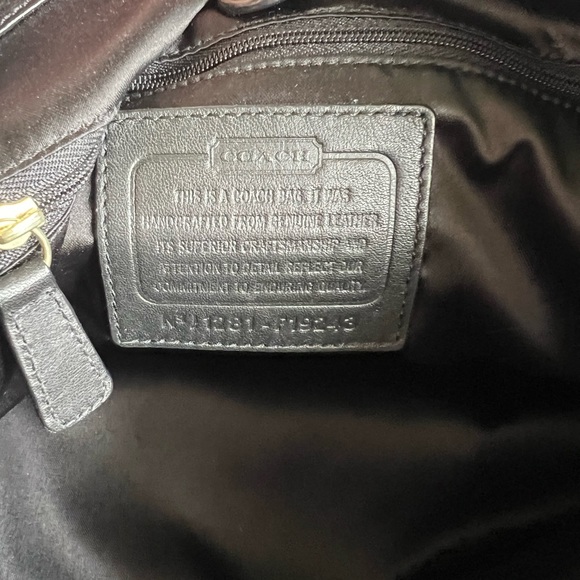 COACH
THIS IS A COACH BAG. IT WAS
HANDCRAFTED FROM GENUINE LEATHER.
ITS SUPERIOR CRAFTSMANSHIP AND
ATTENTION TO DETAIL REFLECT OUR
COMMITMENT TO ENDURING QUALITY.
Nº J1281-F19243